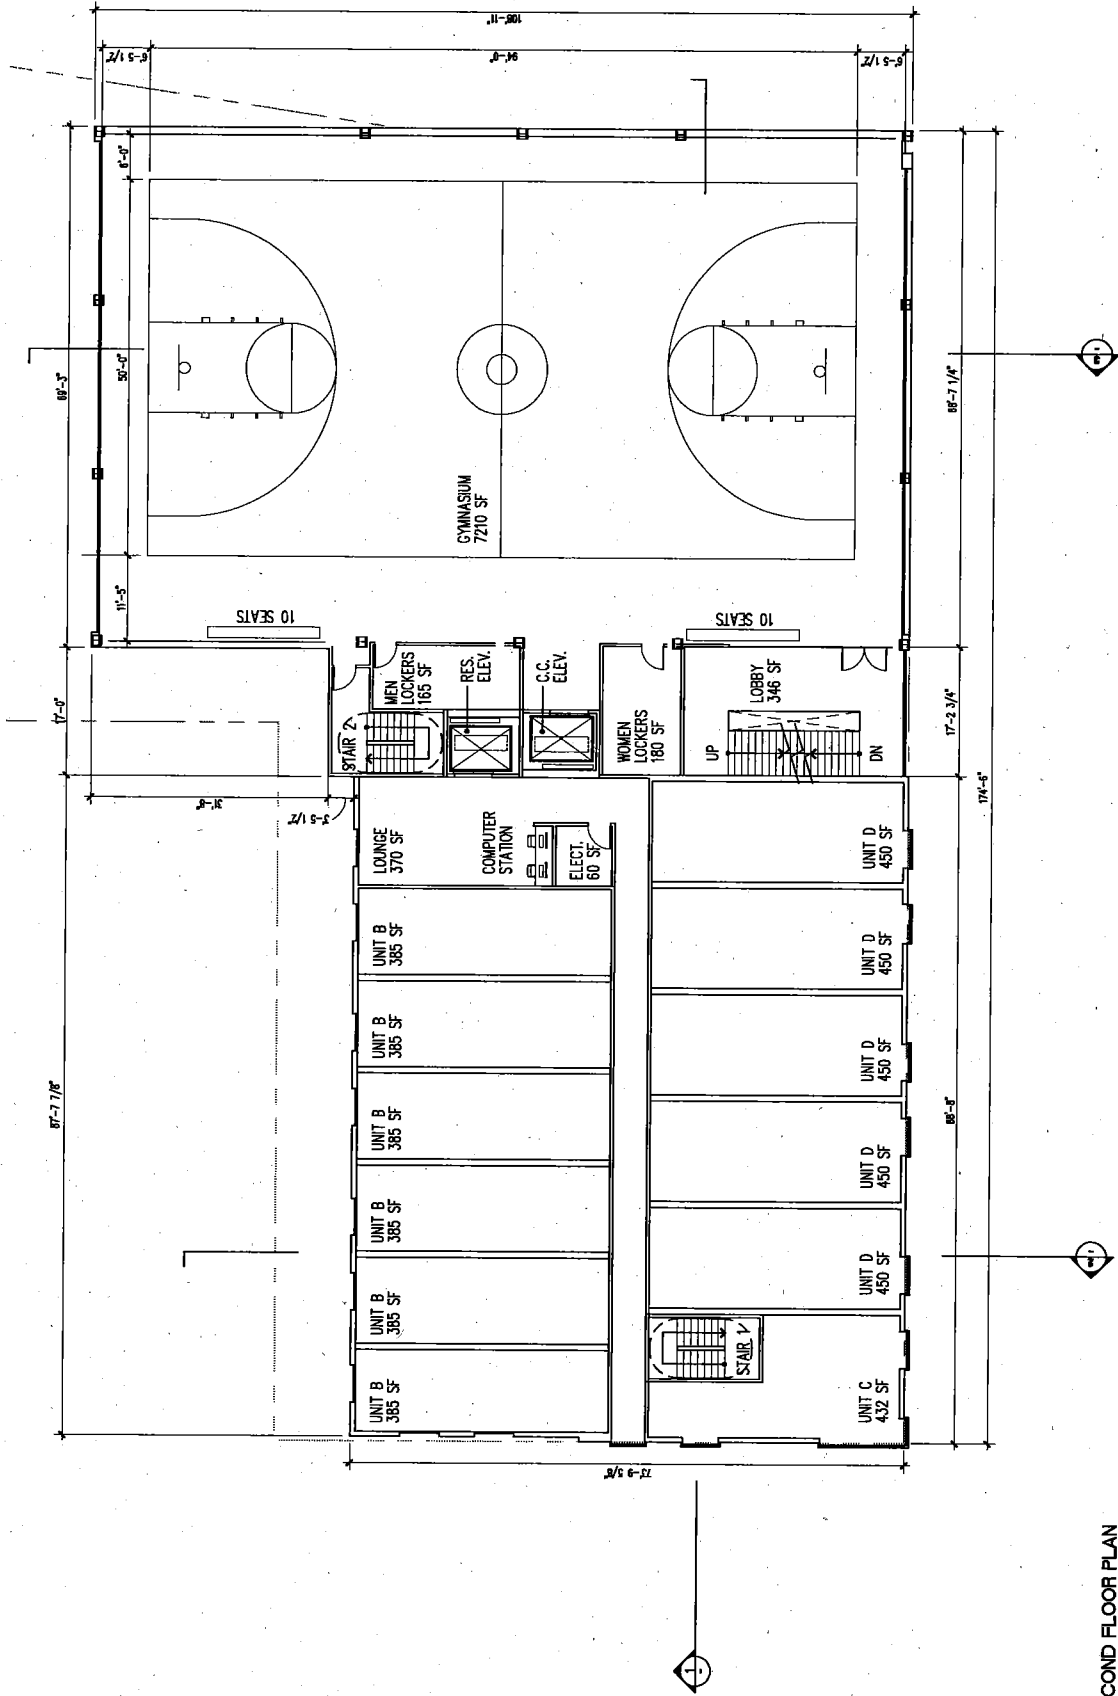 108'-11"
6'-5 1/2"
94'-0"
6'-5 1/2"
6'-0"
50'-0"
69'-3"
11'-5"
17'-0"
31'-8"
3'-5 1/2"
87'-7 7/8"
68'-7 1/4"
17'-2 3/4"
174'-6"
88'-8"
73'-9 5/8"
GYMNASIUM
7210 SF
10 SEATS
10 SEATS
MEN
LOCKERS
165 SF
RES.
ELEV.
C.C.
ELEV.
STAIR 2
WOMEN
LOCKERS
180 SF
LOBBY
346 SF
UP
DN
LOUNGE
370 SF
COMPUTER
STATION
ELECT.
60 SF
UNIT B
385 SF
UNIT B
385 SF
UNIT B
385 SF
UNIT B
385 SF
UNIT B
385 SF
UNIT B
385 SF
UNIT D
450 SF
UNIT D
450 SF
UNIT D
450 SF
UNIT D
450 SF
UNIT D
450 SF
STAIR 1
UNIT C
432 SF
1
COND FLOOR PLAN